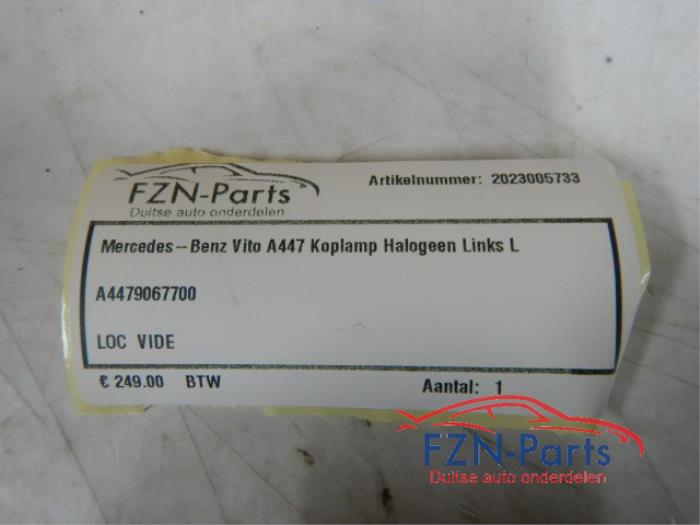 FZN-Parts
Duitse auto onderdelen
Artikelnummer: 2023005733
Mercedes-Benz Vito A447 Koplamp Halogeen Links L
A4479067700
LOC VIDE
€ 249.00 BTW
Aantal: 1
FZN-Parts
Duitse auto onderdelen